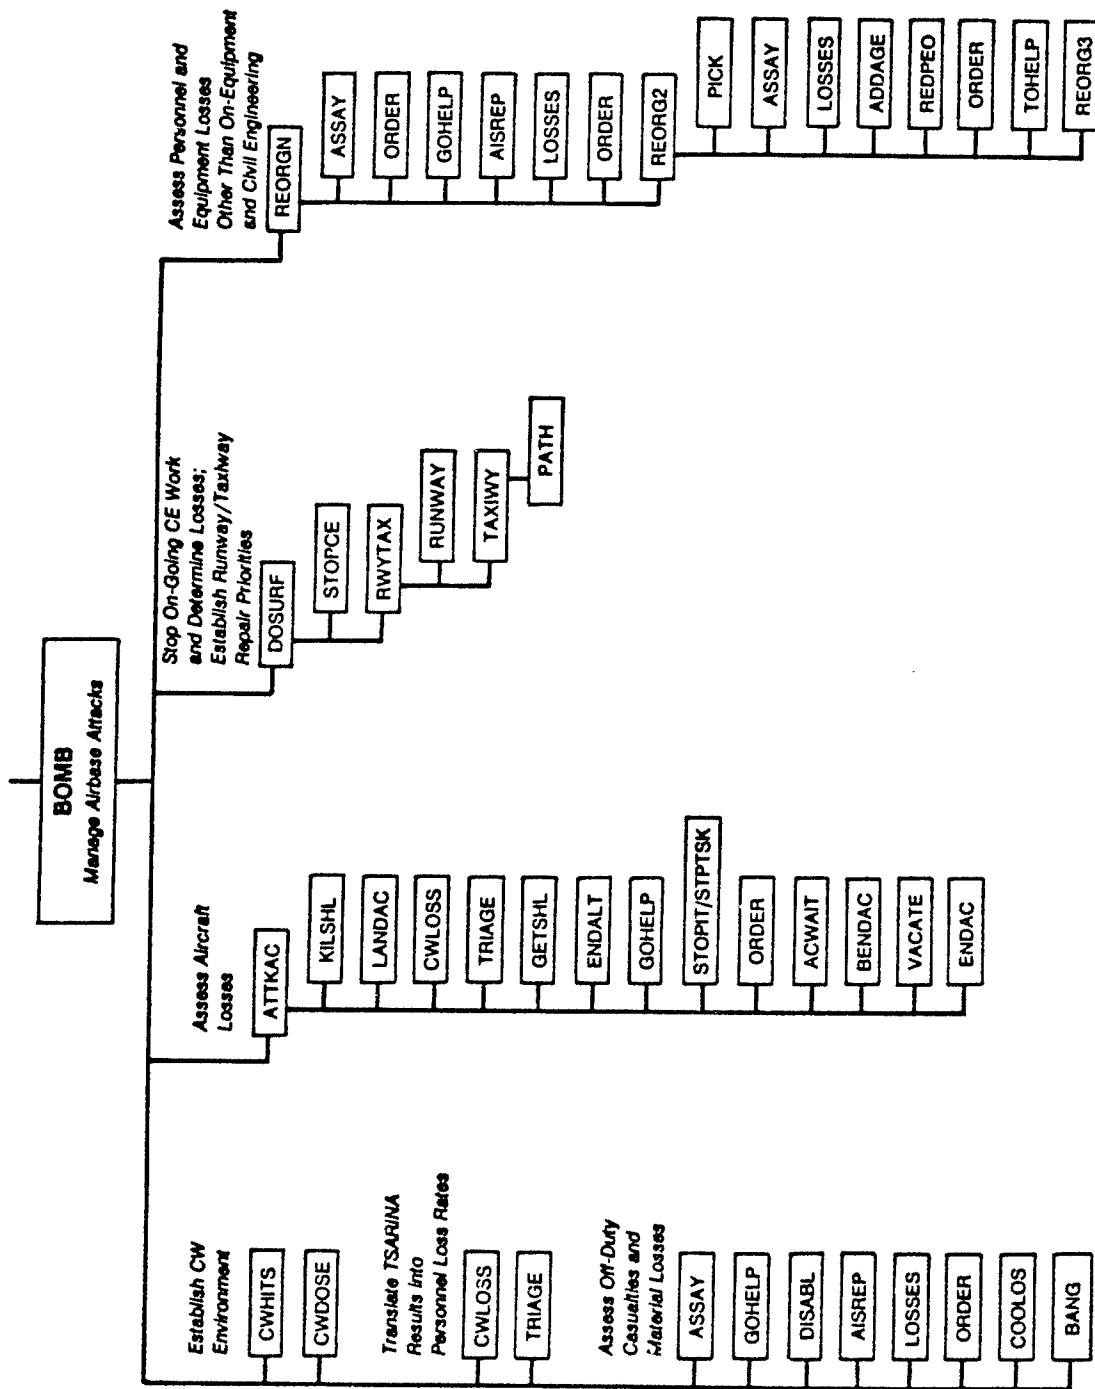 BOMB
Manage Airbase Attacks
Establish CW
Environment
CWHITS
CWDOSE
Translate TSARINA
Results into
Personnel Loss Rates
CWLOSS
TRIAGE
Assess Off-Duty
Casualties and
Material Losses
ASSAY
GOHELP
DISABL
AISREP
LOSSES
ORDER
COOLOS
BANG
Assess Aircraft
Losses
ATTKAC
KILSHL
LANDAC
CWLOSS
TRIAGE
GETSHL
ENDALT
GOHELP
STOPIT/STPTSK
ORDER
ACWAIT
BENDAC
VACATE
ENDAC
Stop On-Going CE Work
and Determine Losses;
Establish Runway/Taxiway
Repair Priorities
DOSURF
STOPCE
RWYTAX
RUNWAY
TAXIWY
PATH
Assess Personnel and
Equipment Losses
Other Than On-Equipment
and Civil Engineering
REORGN
ASSAY
ORDER
GOHELP
AISREP
LOSSES
ORDER
REORG2
PICK
ASSAY
LOSSES
ADDAGE
REDPEO
ORDER
TOHELP
REORG3